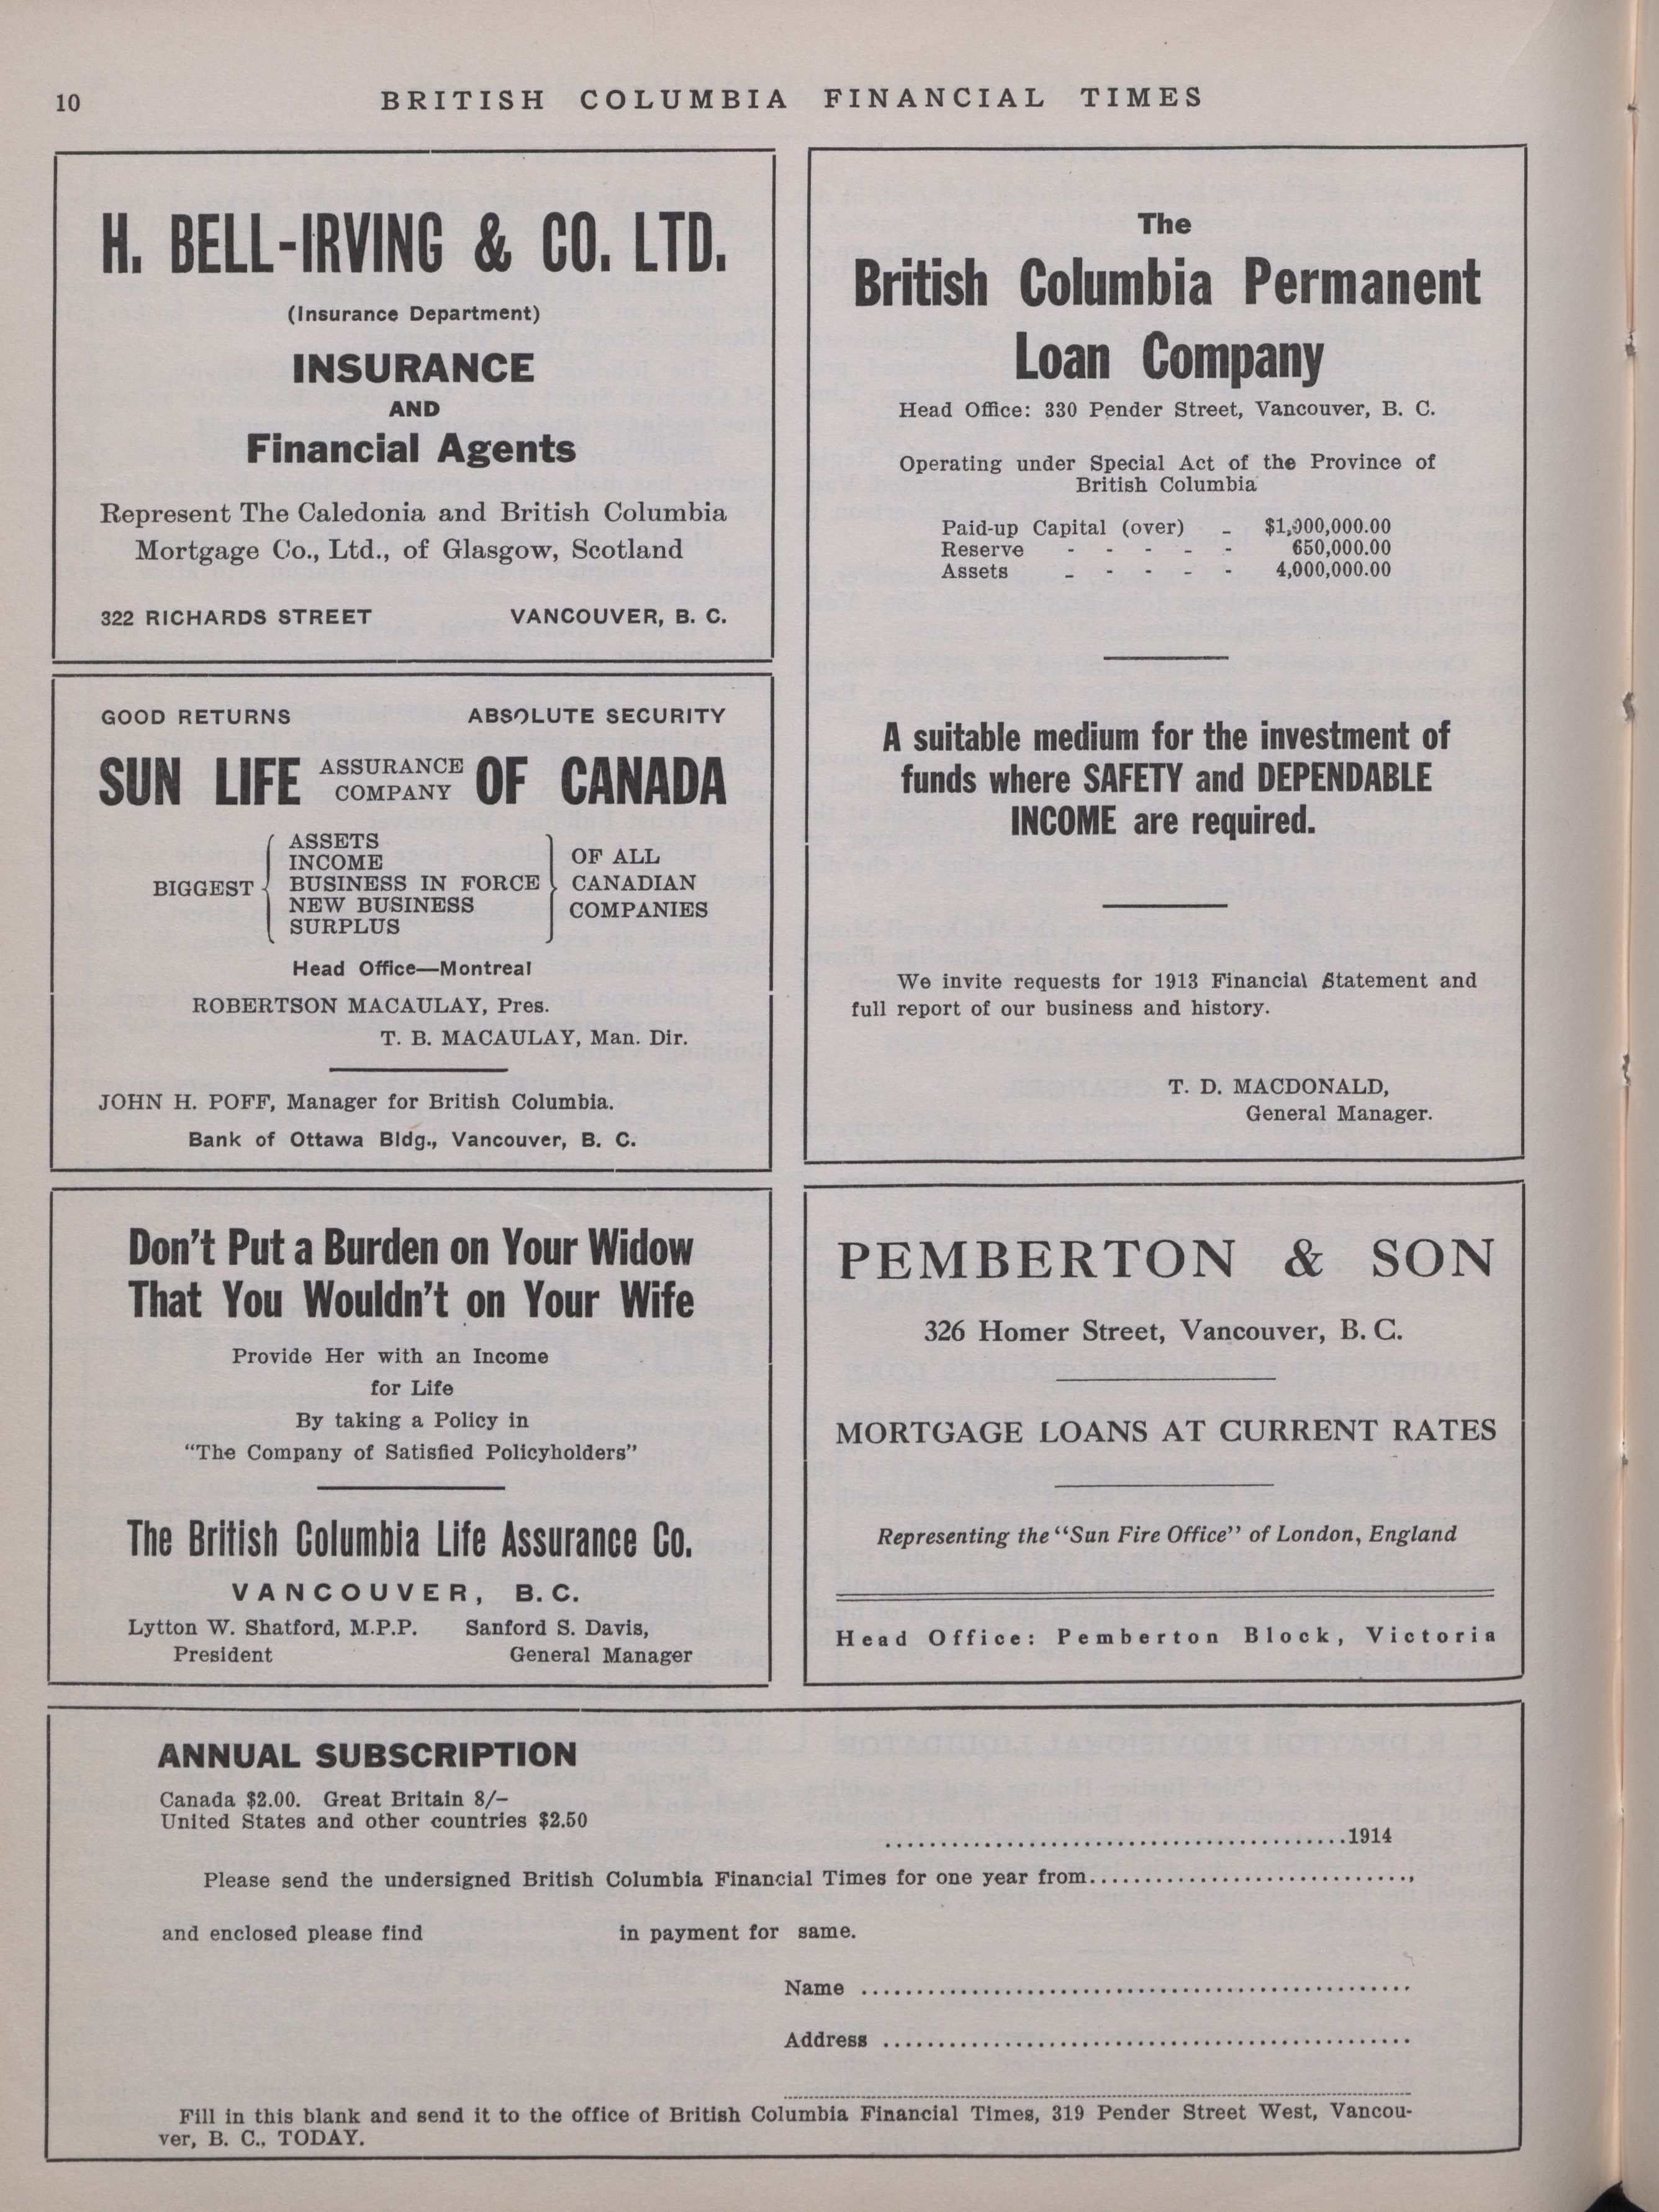 10
BRITISH COLUMBIA FINANCIAL TIMES
H. BELL-IRVING & CO. LTD.
(Insurance Department)
INSURANCE
AND
Financial Agents
Represent The Caledonia and British Columbia
Mortgage Co., Ltd., of Glasgow, Scotland
322 RICHARDS STREET VANCOUVER, B. C.
GOOD RETURNS ABSOLUTE SECURITY
SUN LIFE ASSURANCE COMPANY OF CANADA
BIGGEST
ASSETS
INCOME
BUSINESS IN FORCE
NEW BUSINESS
SURPLUS
OF ALL
CANADIAN
COMPANIES
Head Office—Montreal
ROBERTSON MACAULAY, Pres.
T. B. MACAULAY, Man. Dir.
JOHN H. POFF, Manager for British Columbia.
Bank of Ottawa Bldg., Vancouver, B. C.
Don't Put a Burden on Your Widow
That You Wouldn't on Your Wife
Provide Her with an Income
for Life
By taking a Policy in
"The Company of Satisfied Policyholders"
The British Columbia Life Assurance Co.
VANCOUVER, B.C.
Lytton W. Shatford, M.P.P. Sanford S. Davis,
President General Manager
The
British Columbia Permanent
Loan Company
Head Office: 330 Pender Street, Vancouver, B. C.
Operating under Special Act of the Province of
British Columbia
Paid-up Capital (over) - $1,000,000.00
Reserve - - - - - 650,000.00
Assets - - - - - 4,000,000.00
A suitable medium for the investment of
funds where SAFETY and DEPENDABLE
INCOME are required.
We invite requests for 1913 Financial Statement and
full report of our business and history.
T. D. MACDONALD,
General Manager.
PEMBERTON & SON
326 Homer Street, Vancouver, B. C.
MORTGAGE LOANS AT CURRENT RATES
Representing the "Sun Fire Office" of London, England
Head Office: Pemberton Block, Victoria
ANNUAL SUBSCRIPTION
Canada $2.00. Great Britain 8/–
United States and other countries $2.50
........................................1914
Please send the undersigned British Columbia Financial Times for one year from............................,
and enclosed please find in payment for same.
Name ................................................
Address ..............................................
Fill in this blank and send it to the office of British Columbia Financial Times, 319 Pender Street West, Vancou-
ver, B. C., TODAY.